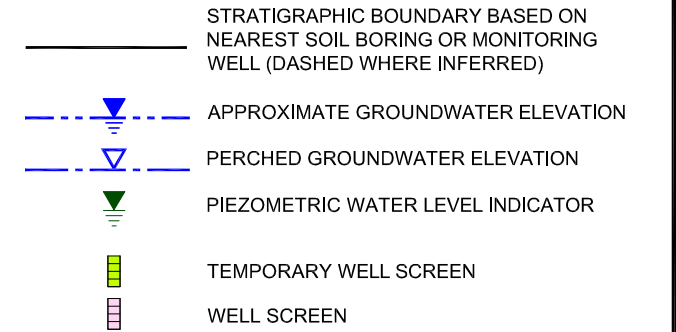 STRATIGRAPHIC BOUNDARY BASED ON
NEAREST SOIL BORING OR MONITORING
WELL (DASHED WHERE INFERRED)
APPROXIMATE GROUNDWATER ELEVATION
PERCHED GROUNDWATER ELEVATION
PIEZOMETRIC WATER LEVEL INDICATOR
TEMPORARY WELL SCREEN
WELL SCREEN